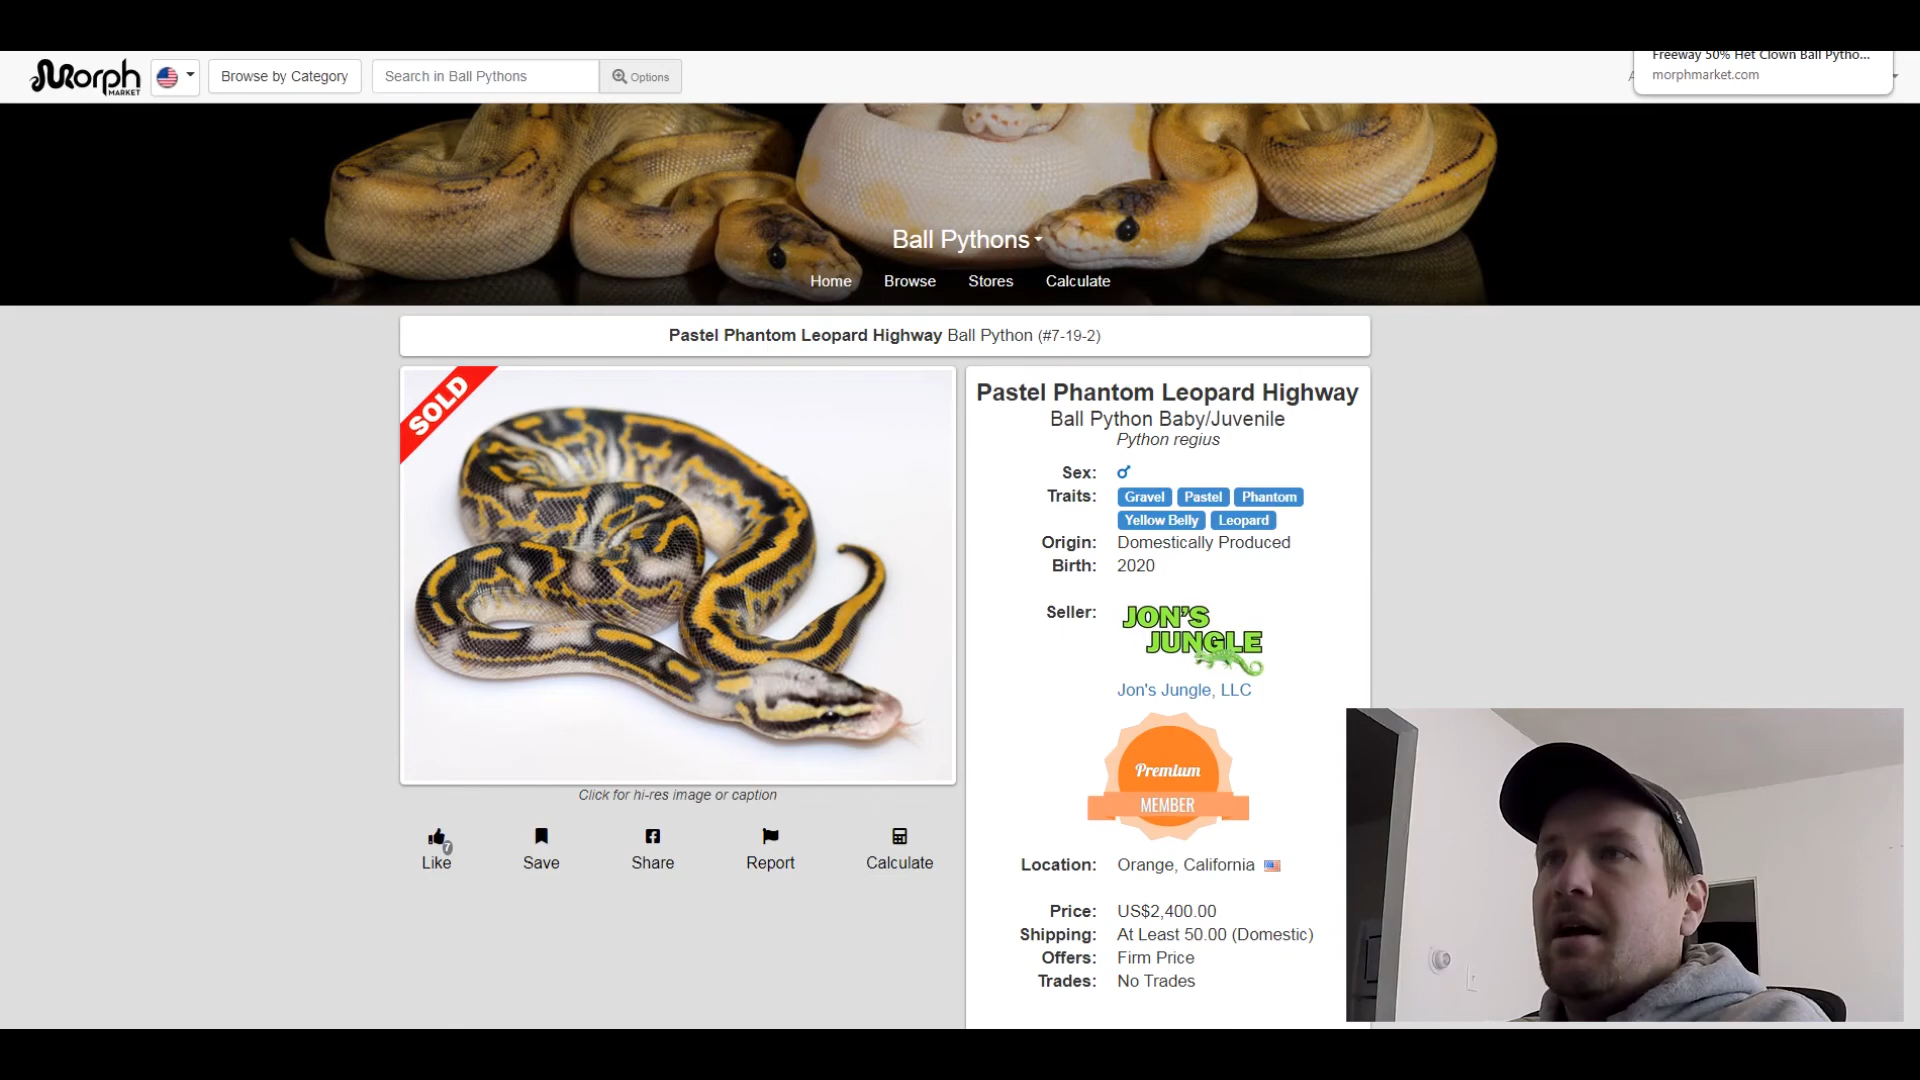 Freeway 50% Het Clown Ball Pytho...
morphmarket.com
Morph
MARKET
Browse by Category
Search in Ball Pythons
Options
Ball Pythons
Home
Browse
Stores
Calculate
Pastel Phantom Leopard Highway Ball Python (#7-19-2)
SOLD
Pastel Phantom Leopard Highway
Ball Python Baby/Juvenile
Python regius
Sex:
Traits: Gravel Pastel Phantom
Yellow Belly Leopard
Origin: Domestically Produced
Birth: 2020
Seller: JON'S
JUNGLE
Jon's Jungle, LLC
Premium
MEMBER
Location: Orange, California
Price: US$2,400.00
Shipping: At Least 50.00 (Domestic)
Offers: Firm Price
Trades: No Trades
Click for hi-res image or caption
7
Like
Save
Share
Report
Calculate